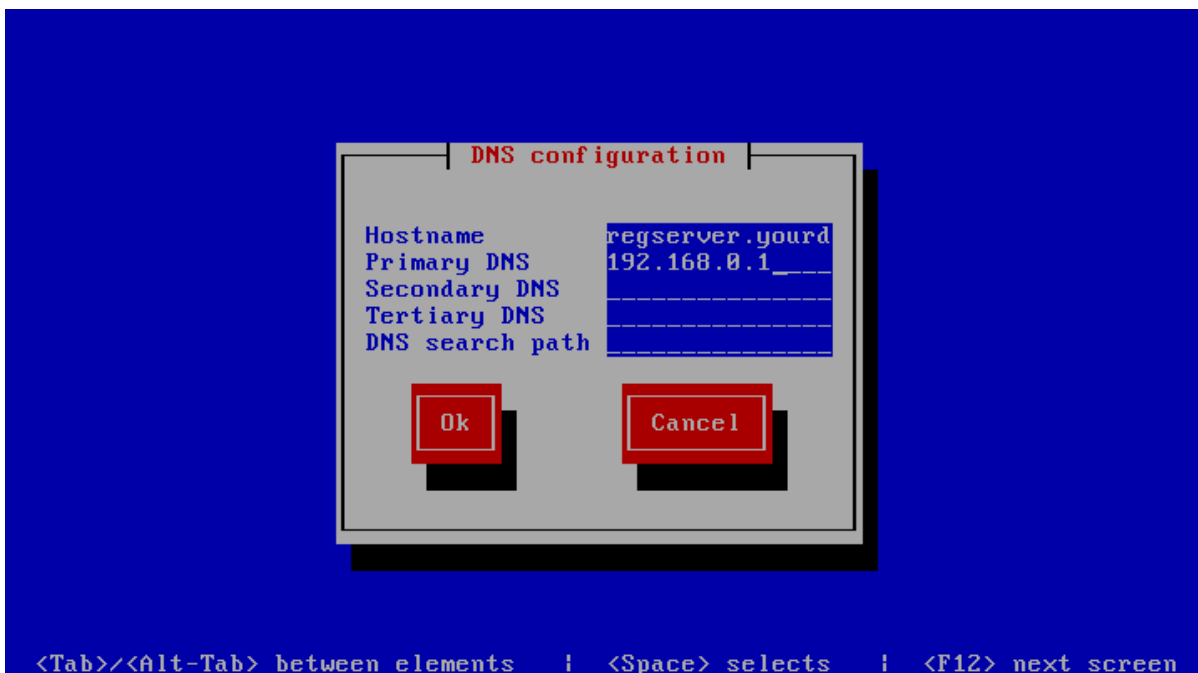 DNS configuration
Hostname regserver.yourd
Primary DNS 192.168.0.1
Secondary DNS
Tertiary DNS
DNS search path
Ok Cancel
<Tab>/<Alt-Tab> between elements | <Space> selects | <F12> next screen